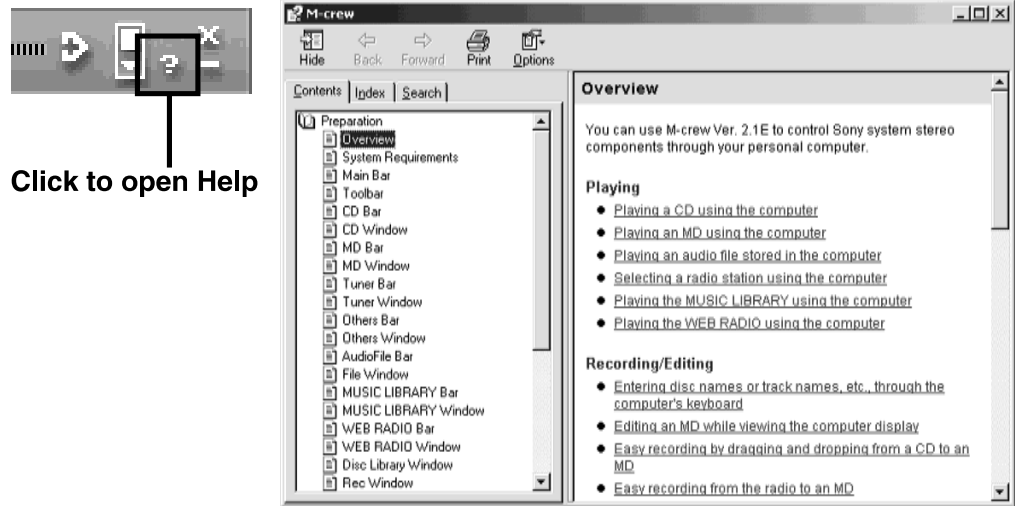 ?
Click to open Help
M-crew
Hide Back Forward Print Options
Contents Index Search
Preparation
Overview
System Requirements
Main Bar
Toolbar
CD Bar
CD Window
MD Bar
MD Window
Tuner Bar
Tuner Window
Others Bar
Others Window
AudioFile Bar
File Window
MUSIC LIBRARY Bar
MUSIC LIBRARY Window
WEB RADIO Bar
WEB RADIO Window
Disc Library Window
Rec Window
Overview
You can use M-crew Ver. 2.1E to control Sony system stereo
components through your personal computer.
Playing
● Playing a CD using the computer
● Playing an MD using the computer
● Playing an audio file stored in the computer
● Selecting a radio station using the computer
● Playing the MUSIC LIBRARY using the computer
● Playing the WEB RADIO using the computer
Recording/Editing
● Entering disc names or track names, etc., through the
computer's keyboard
● Editing an MD while viewing the computer display
● Easy recording by dragging and dropping from a CD to an
MD
● Easy recording from the radio to an MD